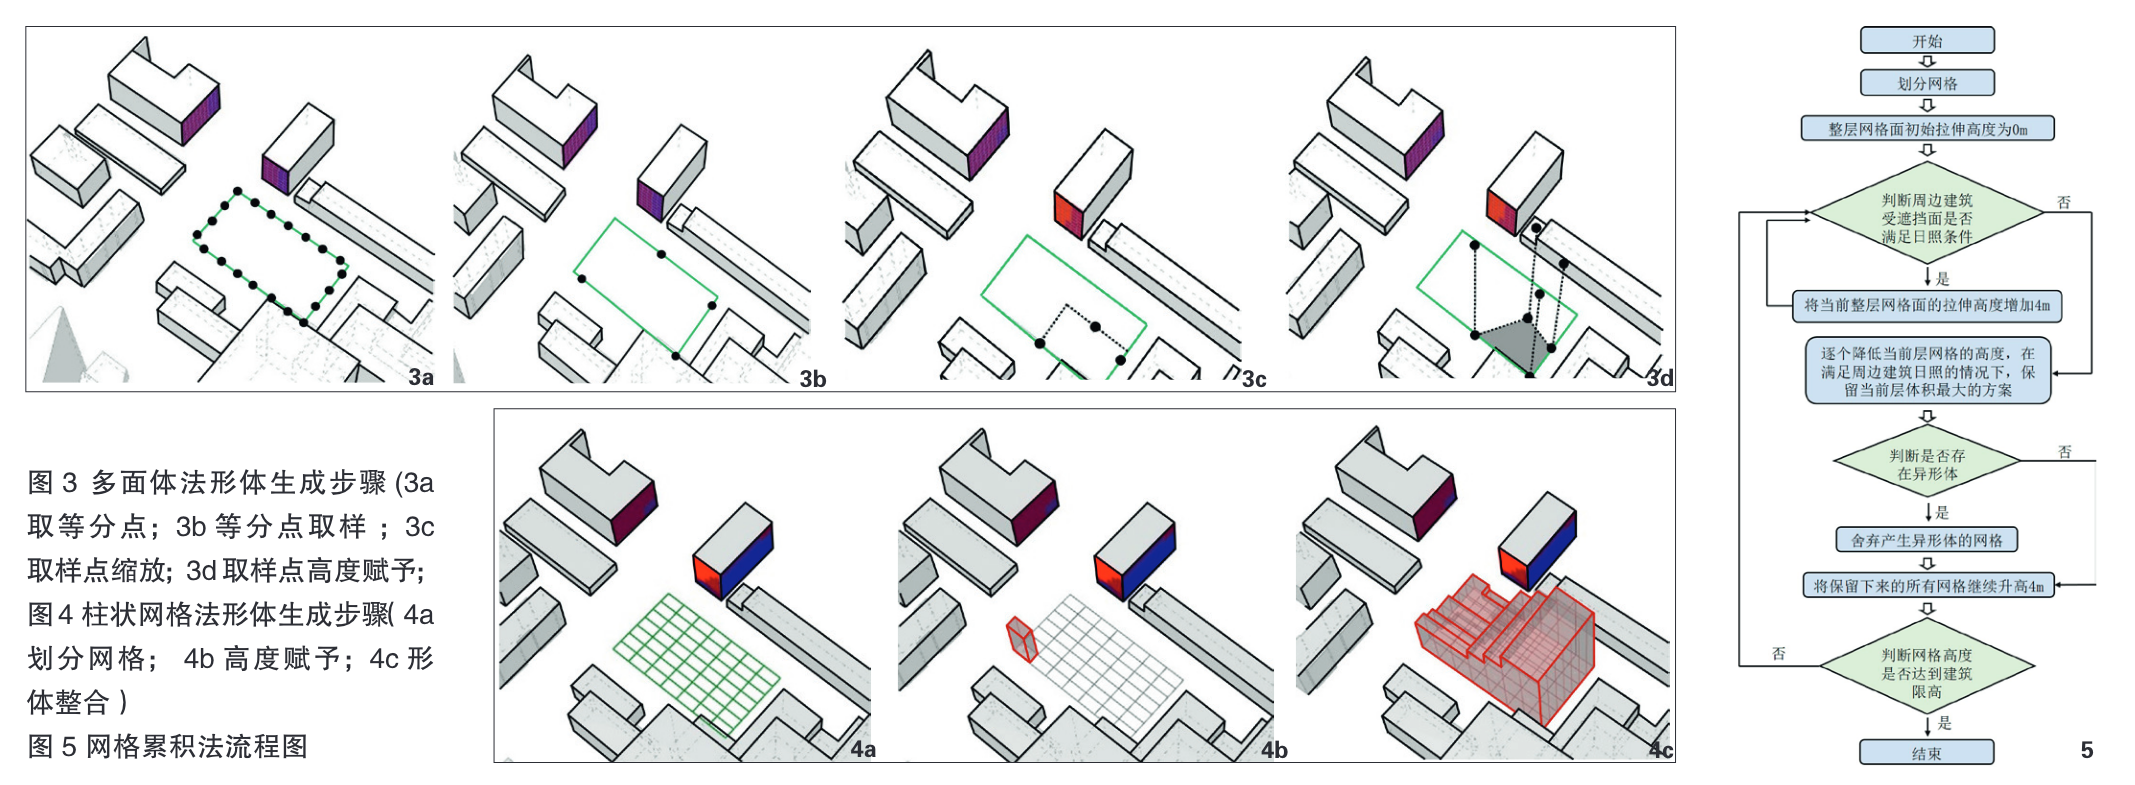 3a
3b
3c
3d
图 3 多面体法形体生成步骤 (3a
取等分点；3b 等分点取样 ；3c
取样点缩放；3d 取样点高度赋予；
图 4 柱状网格法形体生成步骤( 4a
划分网格； 4b 高度赋予；4c 形
体整合 )
图 5 网格累积法流程图
4a
4b
4c
开始
划分网格
整层网格面初始拉伸高度为0m
判断周边建筑
受遮挡面是否
满足日照条件
否
是
将当前整层网格面的拉伸高度增加4m
逐个降低当前层网格的高度，在
满足周边建筑日照的情况下，保
留当前层体积最大的方案
判断是否存
在异形体
否
是
舍弃产生异形体的网格
将保留下来的所有网格继续升高4m
判断网格高度
是否达到建筑
限高
否
是
结束
5